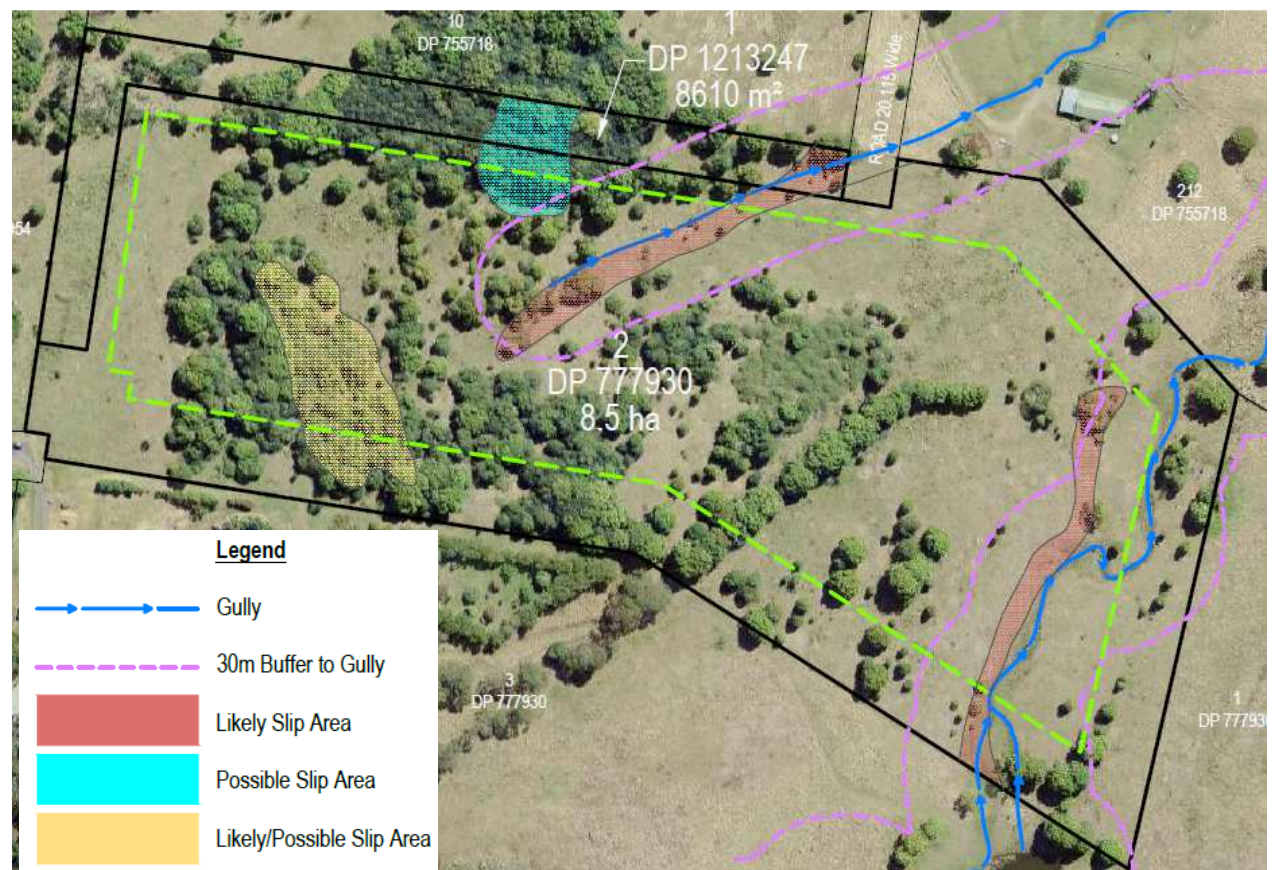 10
DP 755718
1
DP 1213247
8610 m²
ROAD 20.115 Wide
212
DP 755718
2
DP 777930
8.5 ha
3
DP 777930
1
DP 777930
Legend
Gully
30m Buffer to Gully
Likely Slip Area
Possible Slip Area
Likely/Possible Slip Area